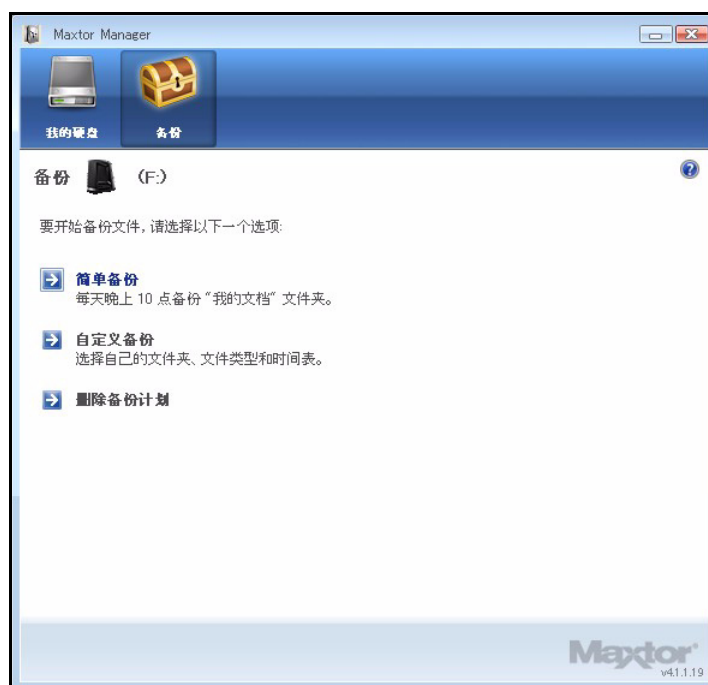 Maxtor Manager
我的硬盘
备份
备份 (F:)
要开始备份文件，请选择以下一个选项:
简单备份
每天晚上 10 点备份“我的文档” 文件夹。
自定义备份
选择自己的文件夹、文件类型和时间表。
删除备份计划
Maxtor
v4.1.1.19